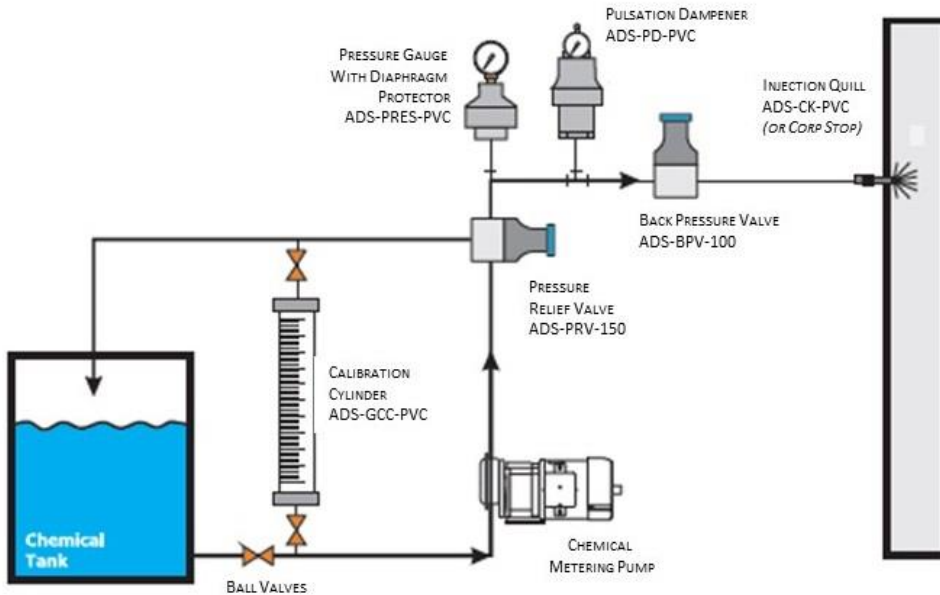 PULSATION DAMPENER
ADS-PD-PVC
PRESSURE GAUGE
WITH DIAPHRAGM
PROTECTOR
ADS-PRES-PVC
INJECTION QUILL
ADS-CK-PVC
(OR CORP STOP)
BACK PRESSURE VALVE
ADS-BPV-100
PRESSURE
RELIEF VALVE
ADS-PRV-150
CALIBRATION
CYLINDER
ADS-GCC-PVC
Chemical
Tank
CHEMICAL
METERING PUMP
BALL VALVES